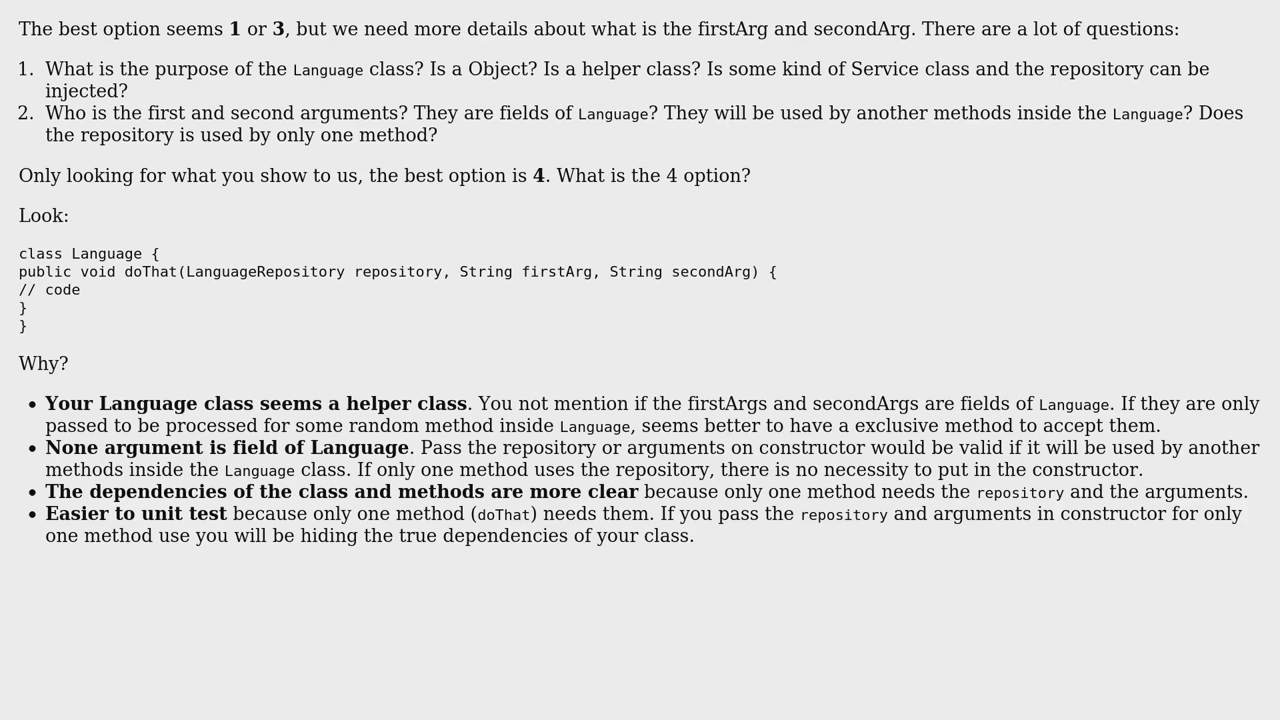 The best option seems 1 or 3, but we need more details about what is the firstArg and secondArg. There are a lot of questions:
1. What is the purpose of the Language class? Is a Object? Is a helper class? Is some kind of Service class and the repository can be
injected?
2. Who is the first and second arguments? They are fields of Language? They will be used by another methods inside the Language? Does
the repository is used by only one method?
Only looking for what you show to us, the best option is 4. What is the 4 option?
Look:
class Language {
public void doThat(LanguageRepository repository, String firstArg, String secondArg) {
// code
}
}
Why?
• Your Language class seems a helper class. You not mention if the firstArgs and secondArgs are fields of Language. If they are only
passed to be processed for some random method inside Language, seems better to have a exclusive method to accept them.
• None argument is field of Language. Pass the repository or arguments on constructor would be valid if it will be used by another
methods inside the Language class. If only one method uses the repository, there is no necessity to put in the constructor.
• The dependencies of the class and methods are more clear because only one method needs the repository and the arguments.
• Easier to unit test because only one method (doThat) needs them. If you pass the repository and arguments in constructor for only
one method use you will be hiding the true dependencies of your class.